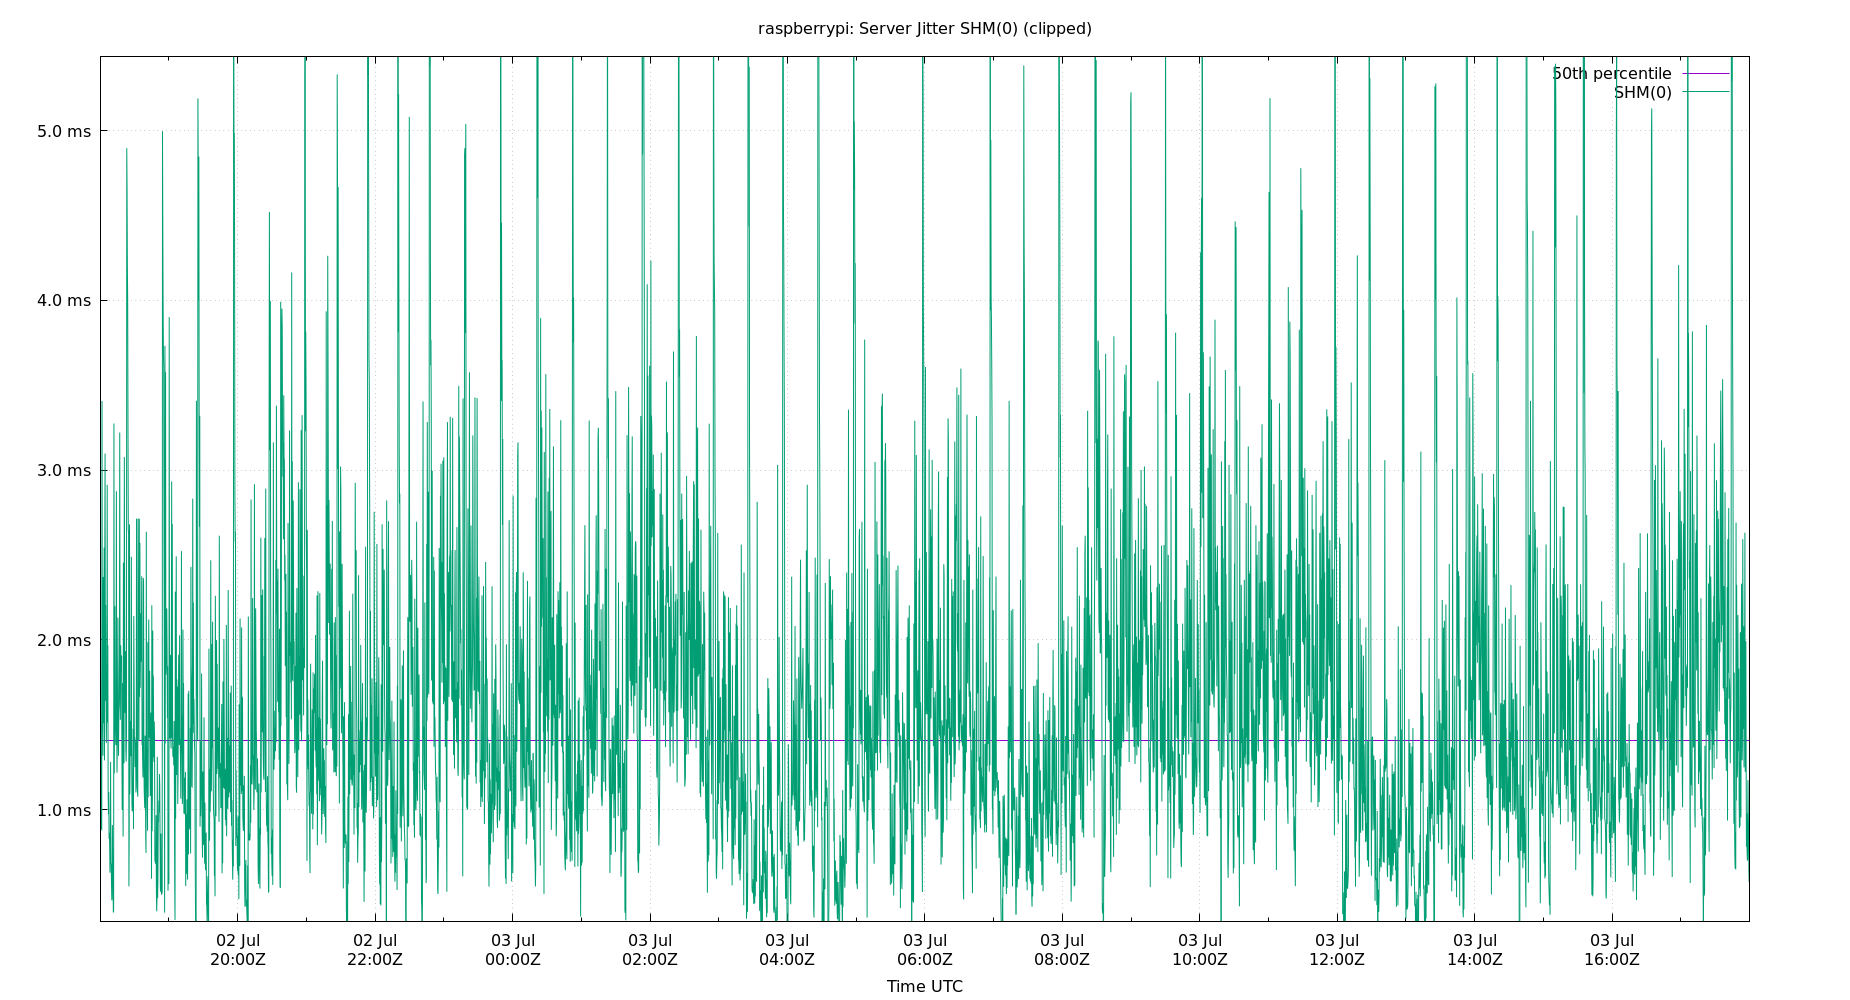 raspberrypi: Server Jitter SHM(0) (clipped)
50th percentile
SHM(0)
5.0 ms
4.0 ms
3.0 ms
2.0 ms
1.0 ms
02 Jul 02 Jul 03 Jul 03 Jul 03 Jul 03 Jul 03 Jul 03 Jul 03 Jul 03 Jul 03 Jul
20:00Z 22:00Z 00:00Z 02:00Z 04:00Z 06:00Z 08:00Z 10:00Z 12:00Z 14:00Z 16:00Z
Time UTC